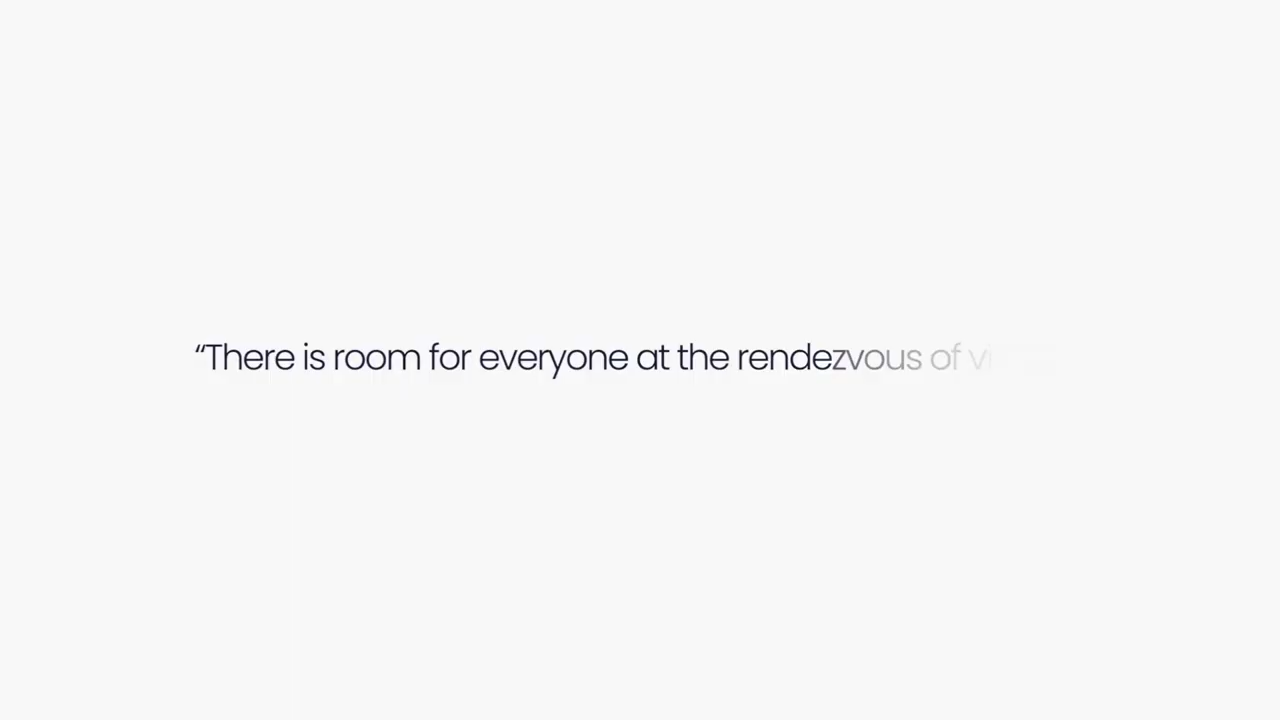 “There is room for everyone at the rendezvous of